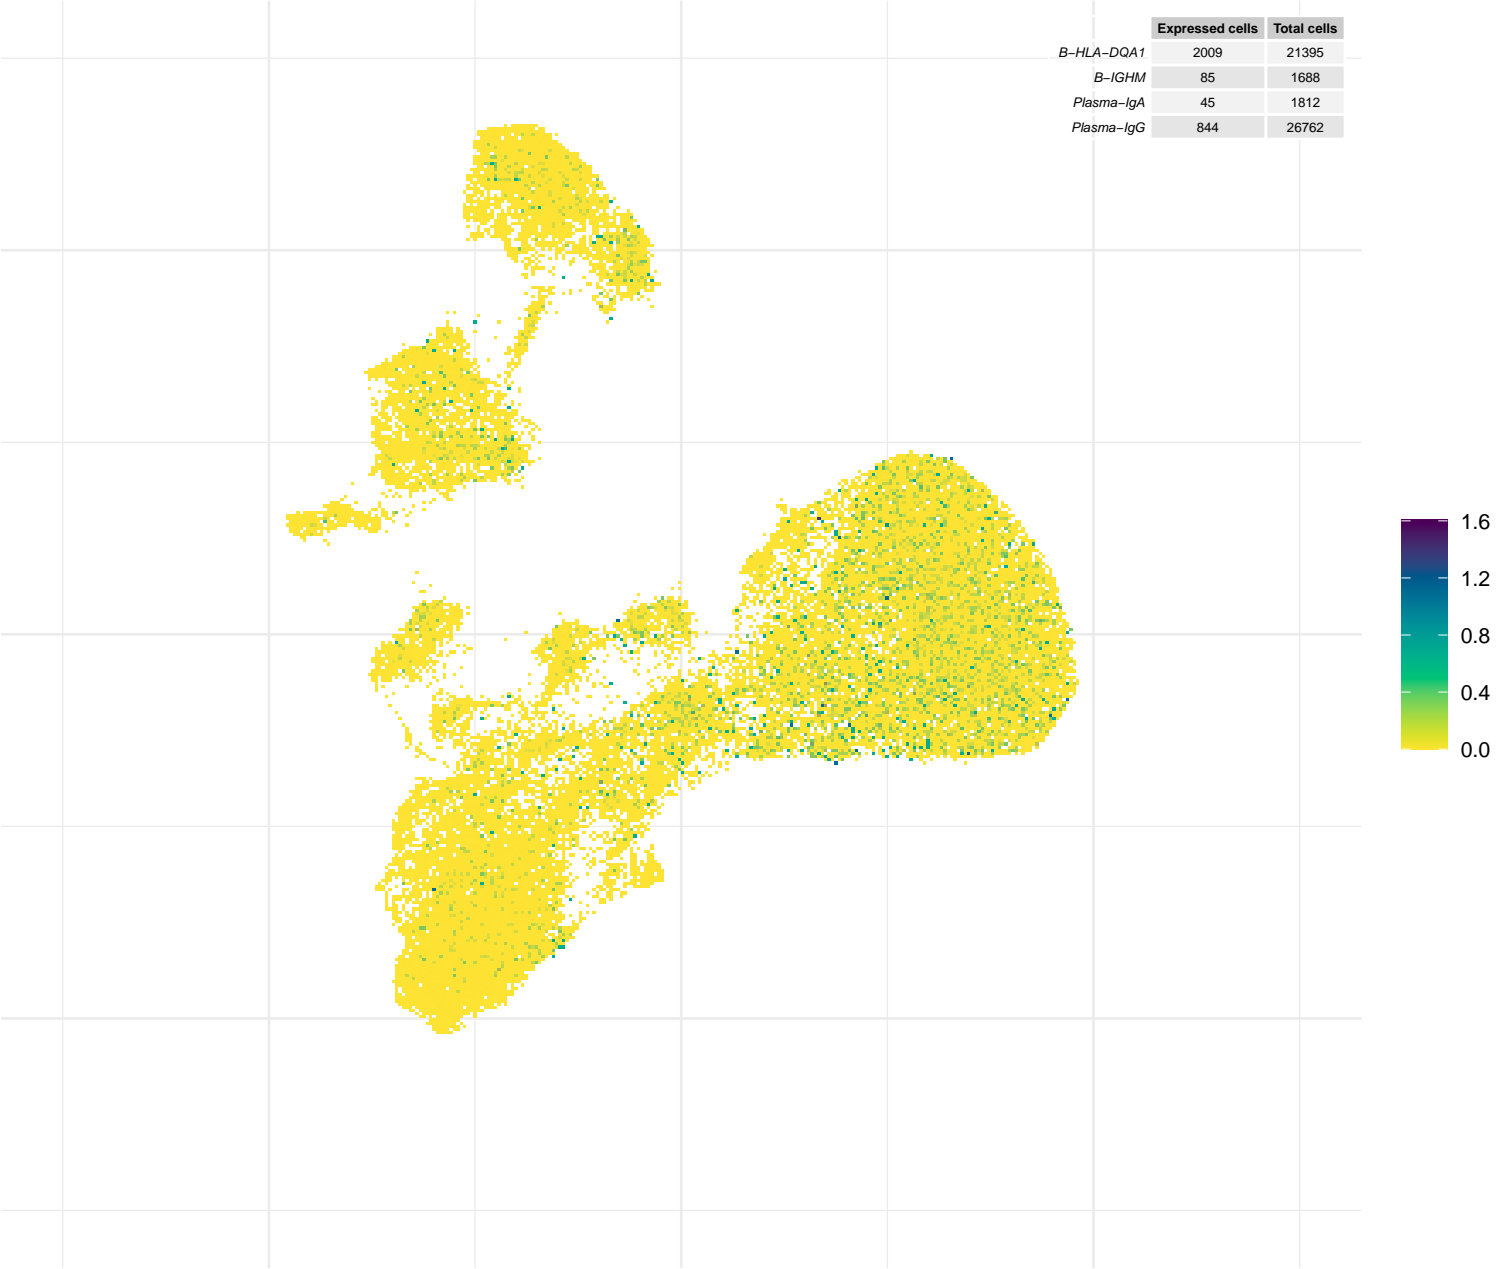 Expressed cells Total cells
B−HLA−DQA1 2009 21395
B−IGHM 85 1688
Plasma−IgA 45 1812
Plasma−IgG 844 26762
1.6
1.2
0.8
0.4
0.0